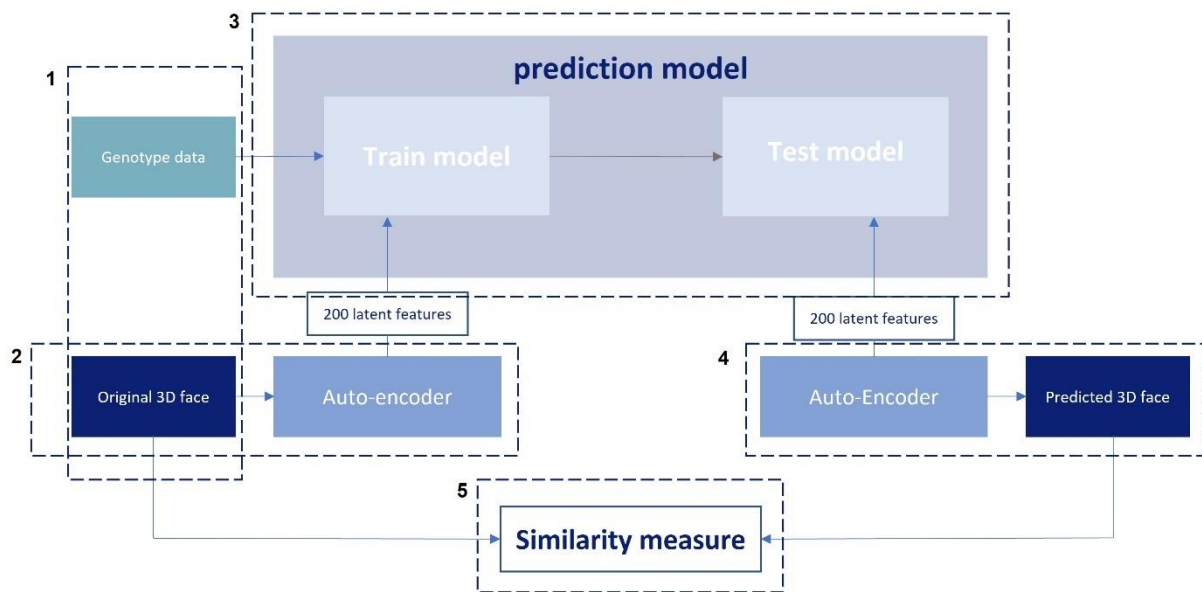 3
prediction model
1
Genotype data
Train model
Test model
200 latent features
200 latent features
2
Original 3D face
Auto-encoder
4
Auto-Encoder
Predicted 3D face
5
Similarity measure